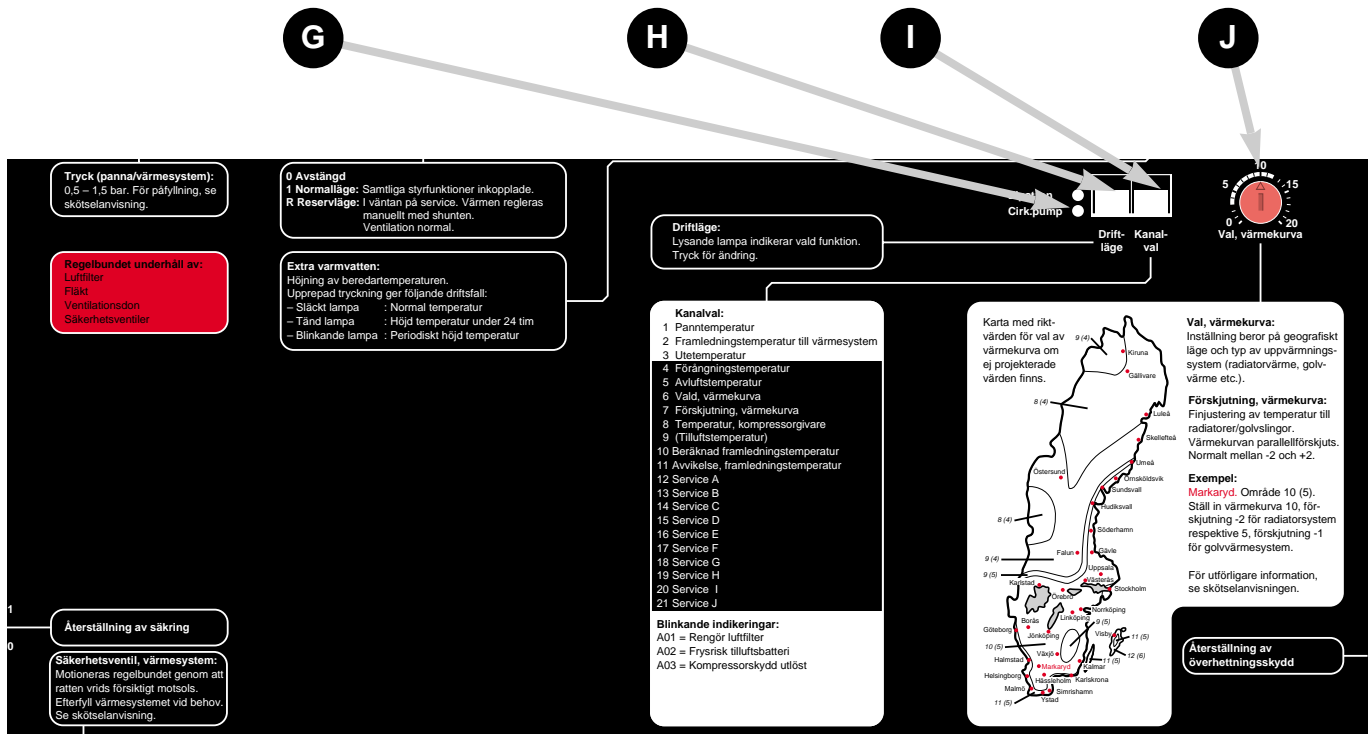 G
H
I
J
Tryck (panna/värmesystem):
0,5 – 1,5 bar. För påfyllning, se
skötselanvisning.
0 Avstängd
1 Normalläge: Samtliga styrfunktioner inkopplade.
R Reservläge: I väntan på service. Värmen regleras
manuellt med shunten.
Ventilation normal.
Cirk.pump
Drift-
läge
Kanal-
val
0
5
10
15
20
Val, värmekurva
Driftläge:
Lysande lampa indikerar vald funktion.
Tryck för ändring.
Regelbundet underhåll av:
Luftfilter
Fläkt
Ventilationsdon
Säkerhetsventiler
Extra varmvatten:
Höjning av beredartemperaturen.
Upprepad tryckning ger följande driftsfall:
– Släckt lampa : Normal temperatur
– Tänd lampa : Höjd temperatur under 24 tim
– Blinkande lampa : Periodiskt höjd temperatur
Kanalval:
1 Panntemperatur
2 Framledningstemperatur till värmesystem
3 Utetemperatur
4 Förångningstemperatur
5 Avluftstemperatur
6 Vald, värmekurva
7 Förskjutning, värmekurva
8 Temperatur, kompressorgivare
9 (Tilluftstemperatur)
10 Beräknad framledningstemperatur
11 Avvikelse, framledningstemperatur
12 Service A
13 Service B
14 Service C
15 Service D
16 Service E
17 Service F
18 Service G
19 Service H
20 Service I
21 Service J
Blinkande indikeringar:
A01 = Rengör luftfilter
A02 = Frysrisk tilluftsbatteri
A03 = Kompressorskydd utlöst
Karta med rikt-
värden för val av
värmekurva om
ej projekterade
värden finns.
9 (4)
Kiruna
Gällivare
8 (4)
Luleå
Skellefteå
Umeå
Östersund
Örnsköldsvik
Sundsvall
Hudiksvall
8 (4)
Söderhamn
Falun
Gävle
9 (4)
Uppsala
9 (5)
Karlstad
Västerås
Stockholm
Örebro
Norrköping
Linköping
9 (5)
Borås
Göteborg
Jönköping
Visby
11 (5)
10 (5)
Växjö
12 (6)
Halmstad
Markaryd
Kalmar
11 (5)
Helsingborg
Hässleholm
Karlskrona
Malmö
Simrishamn
11 (5)
Ystad
Val, värmekurva:
Inställning beror på geografiskt
läge och typ av uppvärmnings-
system (radiatorvärme, golv-
värme etc.).
Förskjutning, värmekurva:
Finjustering av temperatur till
radiatorer/golvslingor.
Värmekurvan parallellförskjuts.
Normalt mellan -2 och +2.
Exempel:
Markaryd. Område 10 (5).
Ställ in värmekurva 10, för-
skjutning -2 för radiatorsystem
respektive 5, förskjutning -1
för golvvärmesystem.
För utförligare information,
se skötselanvisningen.
1
0
Återställning av säkring
Säkerhetsventil, värmesystem:
Motioneras regelbundet genom att
ratten vrids försiktigt motsols.
Efterfyll värmesystemet vid behov.
Se skötselanvisning.
Återställning av
överhettningsskydd